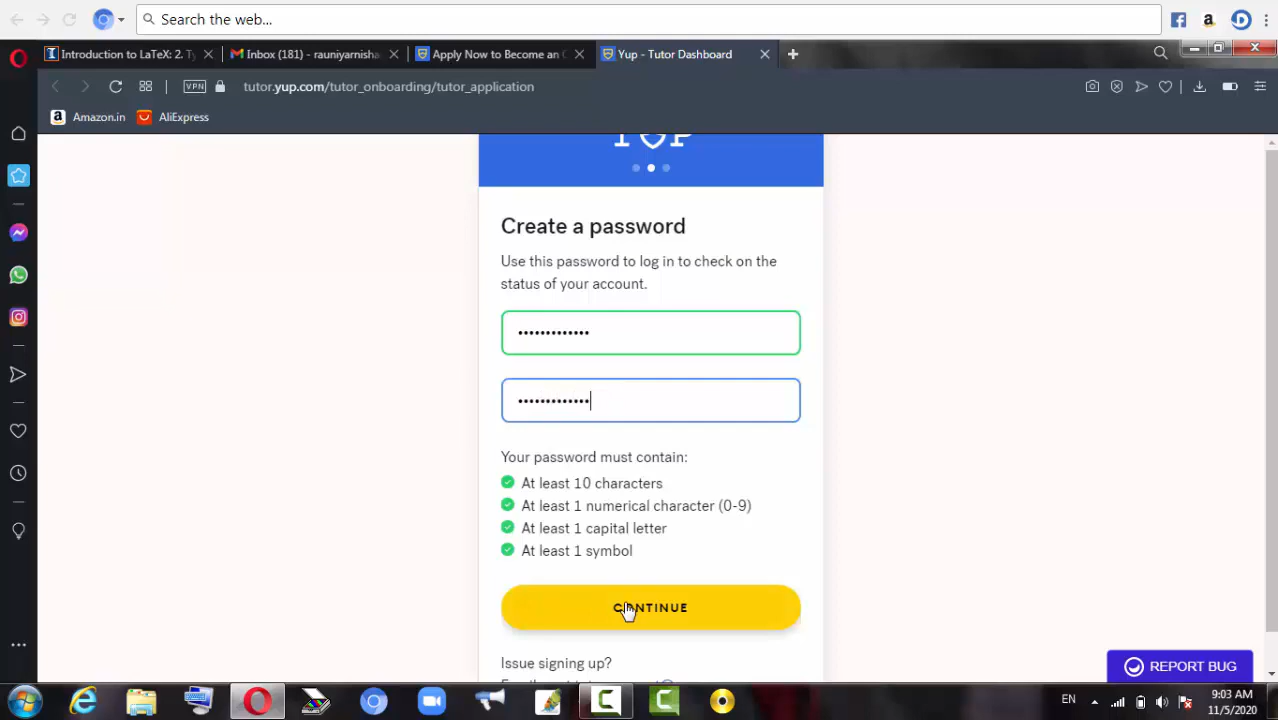 Search the web...
Introduction to LaTeX: 2. Ty
Inbox (181) - rauniyarnisha
Apply Now to Become an
Yup - Tutor Dashboard
VPN
tutor.yup.com/tutor_onboarding/tutor_application
Amazon.in
AliExpress
Create a password
Use this password to log in to check on the
status of your account.
•••••••••••••
•••••••••••••
Your password must contain:
At least 10 characters
At least 1 numerical character (0-9)
At least 1 capital letter
At least 1 symbol
CONTINUE
Issue signing up?
REPORT BUG
EN
9:03 AM
11/5/2020